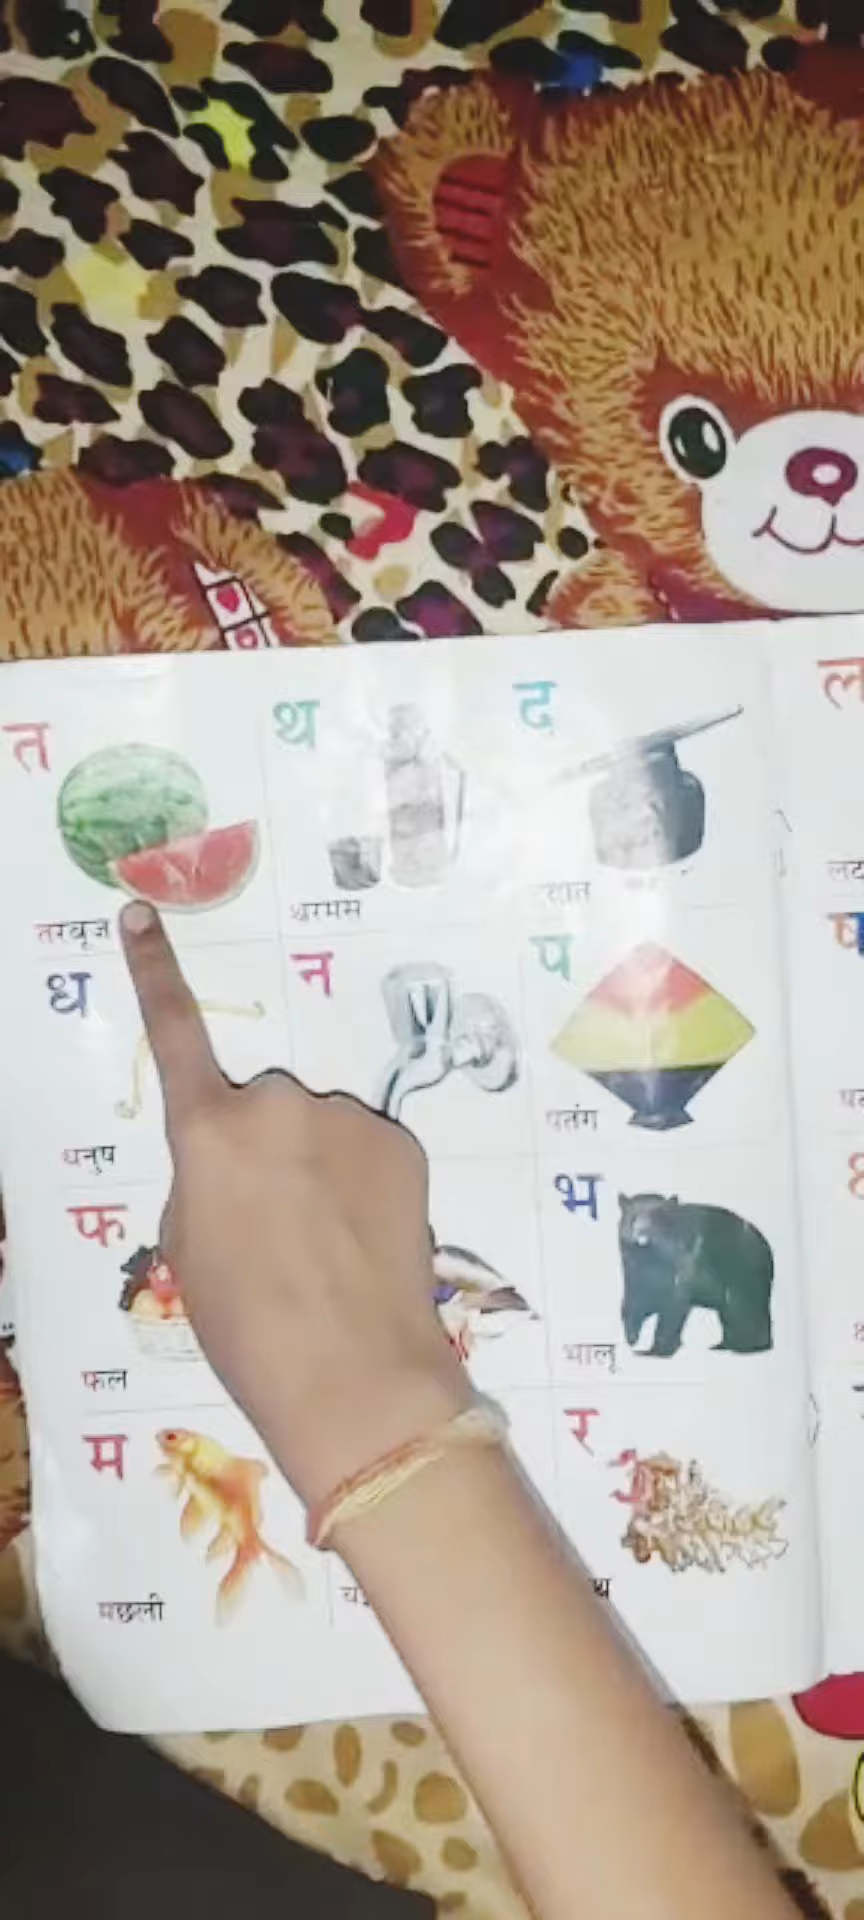 त थ द ल
तरबूज थरमस
ध न प
धनुष पतंग
फ भ
फल भालू
म र
मछली